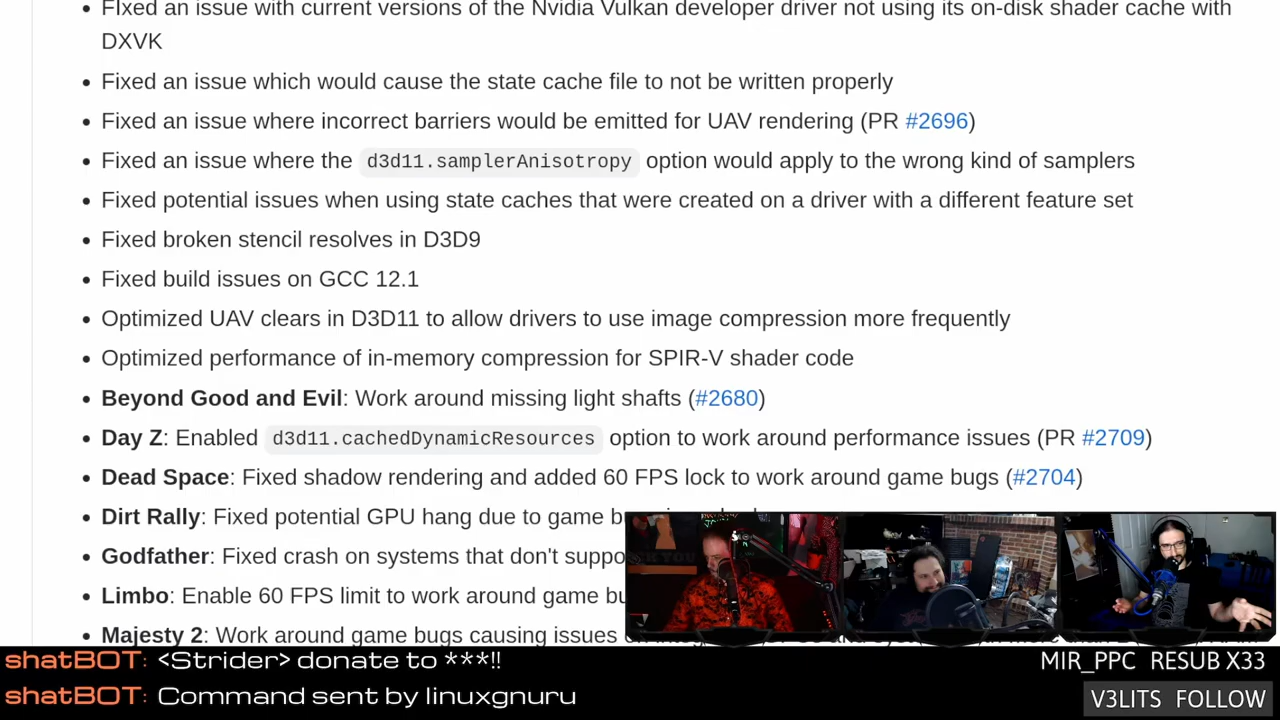 FIxed an issue with current versions of the Nvidia Vulkan developer driver not using its on-disk shader cache with
DXVK
Fixed an issue which would cause the state cache file to not be written properly
Fixed an issue where incorrect barriers would be emitted for UAV rendering (PR #2696)
Fixed an issue where the d3d11.samplerAnisotropy option would apply to the wrong kind of samplers
Fixed potential issues when using state caches that were created on a driver with a different feature set
Fixed broken stencil resolves in D3D9
Fixed build issues on GCC 12.1
Optimized UAV clears in D3D11 to allow drivers to use image compression more frequently
Optimized performance of in-memory compression for SPIR-V shader code
Beyond Good and Evil: Work around missing light shafts (#2680)
Day Z: Enabled d3d11.cachedDynamicResources option to work around performance issues (PR #2709)
Dead Space: Fixed shadow rendering and added 60 FPS lock to work around game bugs (#2704)
Dirt Rally: Fixed potential GPU hang due to game
Godfather: Fixed crash on systems that don't
Limbo: Enable 60 FPS limit to work around game
Majesty 2: Work around game bugs causing issues
shatBOT: <Strider> donate to ***!!
MIR_PPC RESUB X33
shatBOT: Command sent by linuxgnuru
V3LITS FOLLOW